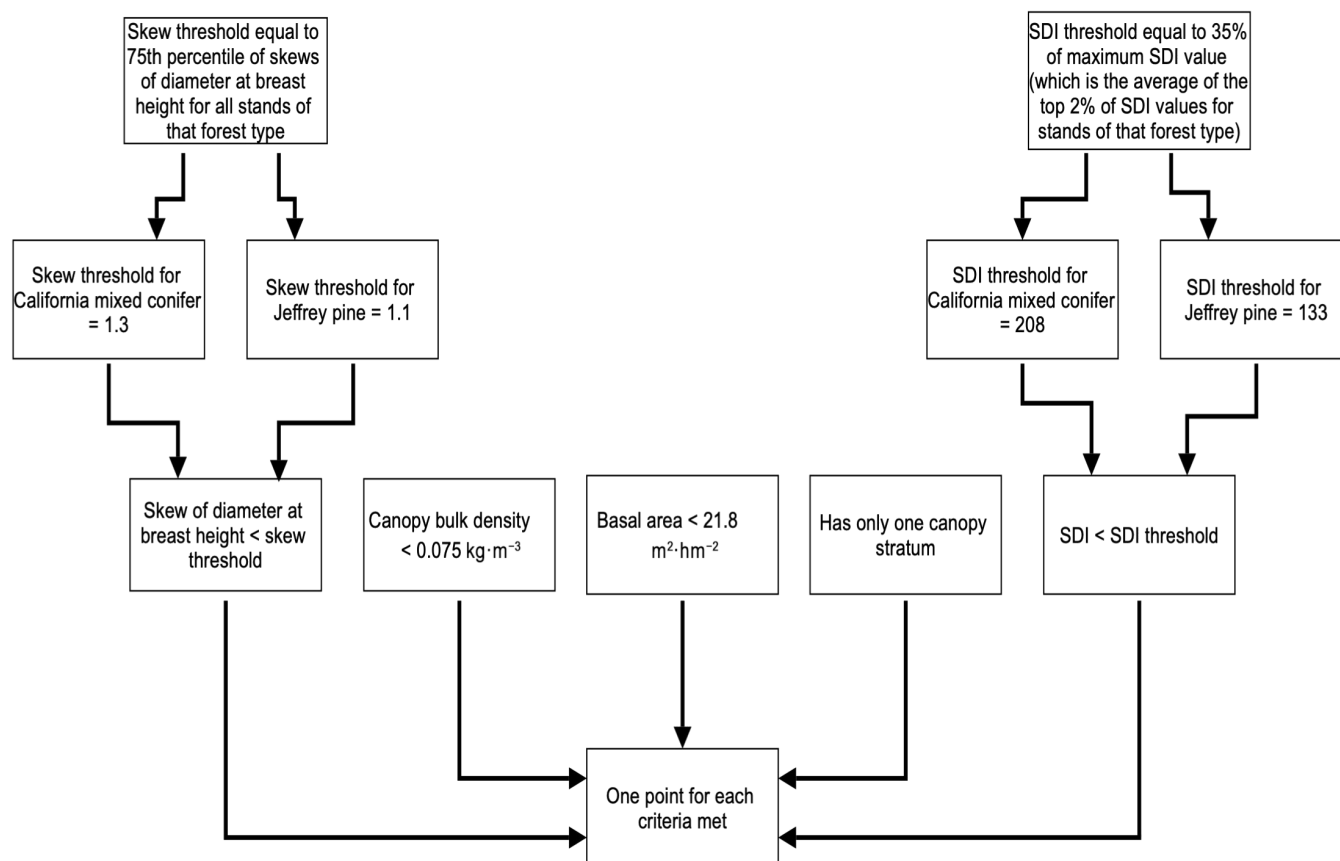 Skew threshold equal to
75th percentile of skews
of diameter at breast
height for all stands of
that forest type
SDI threshold equal to 35%
of maximum SDI value
(which is the average of the
top 2% of SDI values for
stands of that forest type)
Skew threshold for
California mixed conifer
= 1.3
Skew threshold for
Jeffrey pine = 1.1
SDI threshold for
California mixed conifer
= 208
SDI threshold for
Jeffrey pine = 133
Skew of diameter at
breast height < skew
threshold
Canopy bulk density
< 0.075 kg·m⁻³
Basal area < 21.8
m²·hm⁻²
Has only one canopy
stratum
SDI < SDI threshold
One point for each
criteria met